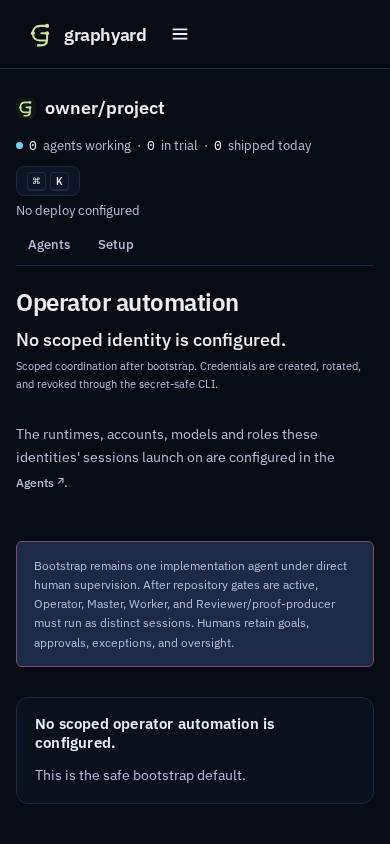 graphyard
owner/project
0 agents working · 0 in trial · 0 shipped today
⌘ K
No deploy configured
Agents Setup
Operator automation
No scoped identity is configured.
Scoped coordination after bootstrap. Credentials are created, rotated,
and revoked through the secret-safe CLI.
The runtimes, accounts, models and roles these
identities' sessions launch on are configured in the
Agents ↗.
Bootstrap remains one implementation agent under direct
human supervision. After repository gates are active,
Operator, Master, Worker, and Reviewer/proof-producer
must run as distinct sessions. Humans retain goals,
approvals, exceptions, and oversight.
No scoped operator automation is
configured.
This is the safe bootstrap default.